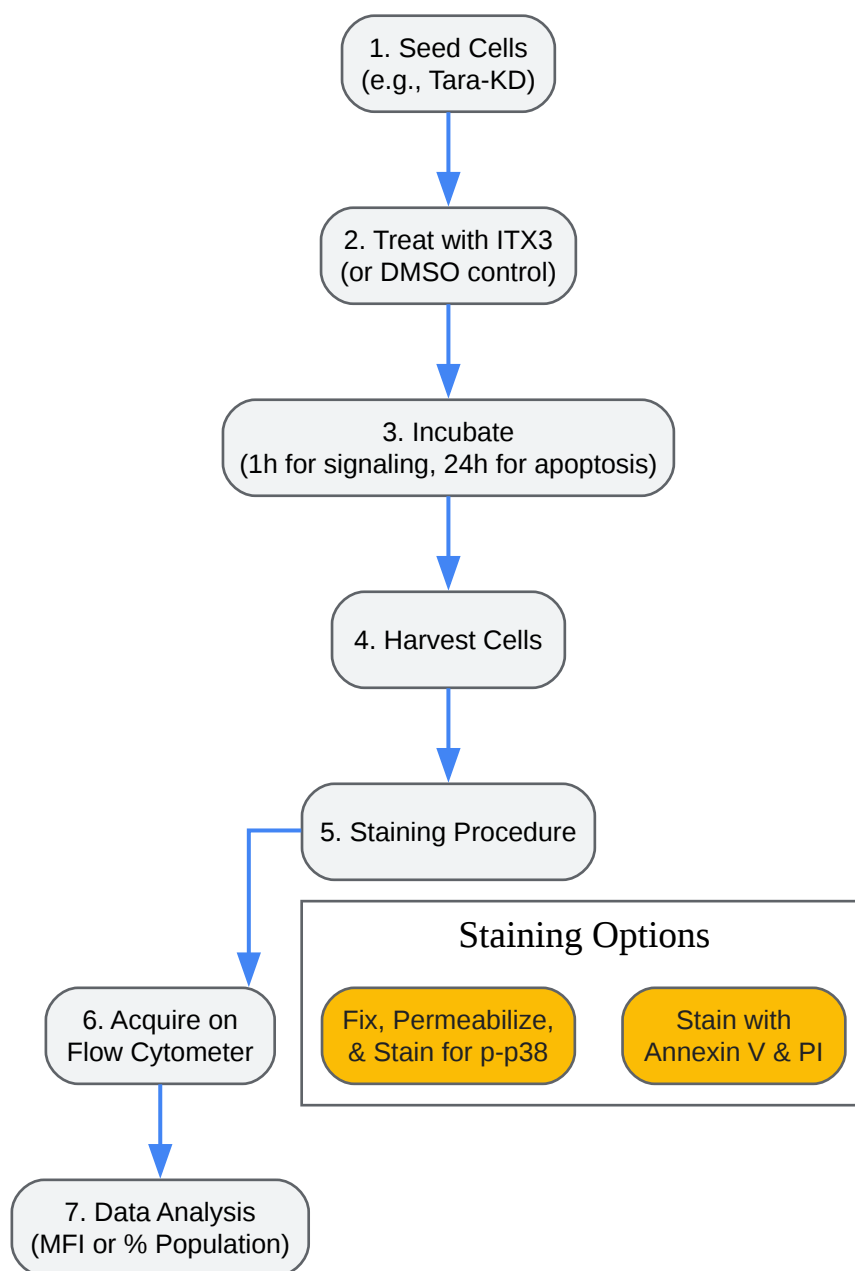 1. Seed Cells
(e.g., Tara-KD)
2. Treat with ITX3
(or DMSO control)
3. Incubate
(1h for signaling, 24h for apoptosis)
4. Harvest Cells
5. Staining Procedure
Staining Options
Fix, Permeabilize,
& Stain for p-p38
Stain with
Annexin V & PI
6. Acquire on
Flow Cytometer
7. Data Analysis
(MFI or % Population)